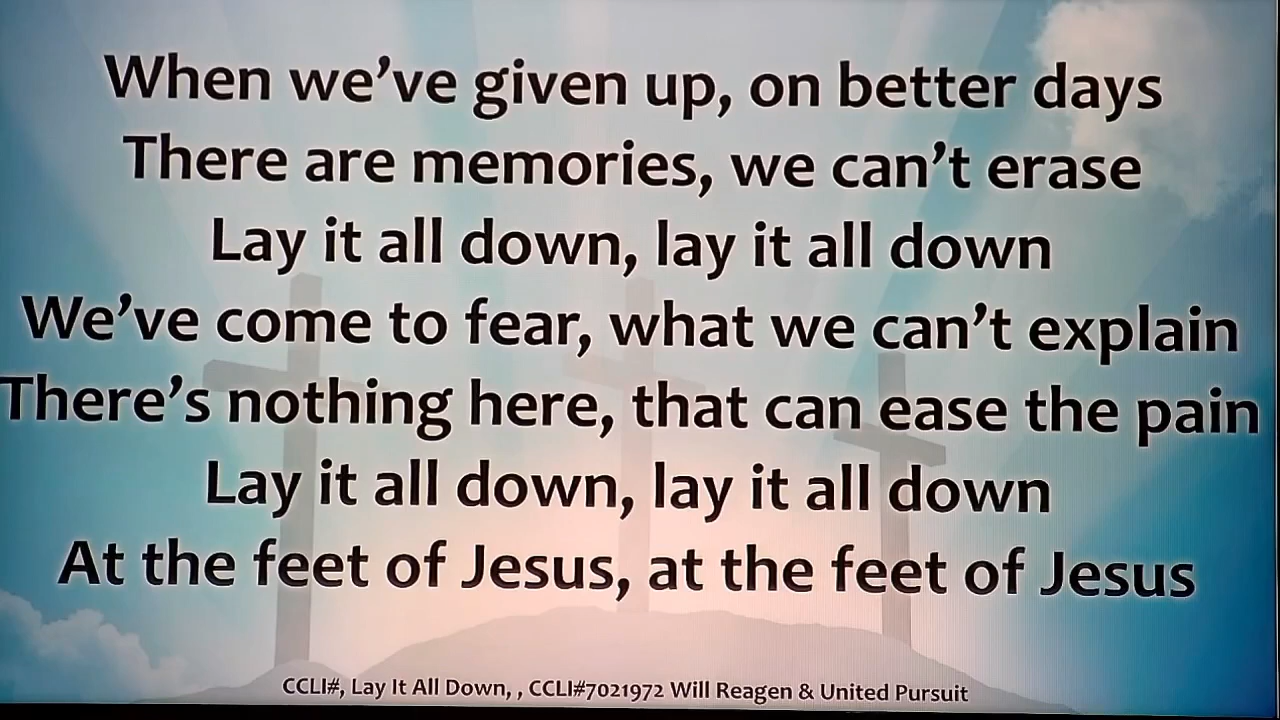 When we've given up, on better days
There are memories, we can't erase
Lay it all down, lay it all down
We've come to fear, what we can't explain
There's nothing here, that can ease the pain
Lay it all down, lay it all down
At the feet of Jesus, at the feet of Jesus
CCLI#, Lay It All Down, , CCLI#7021972 Will Reagen & United Pursuit